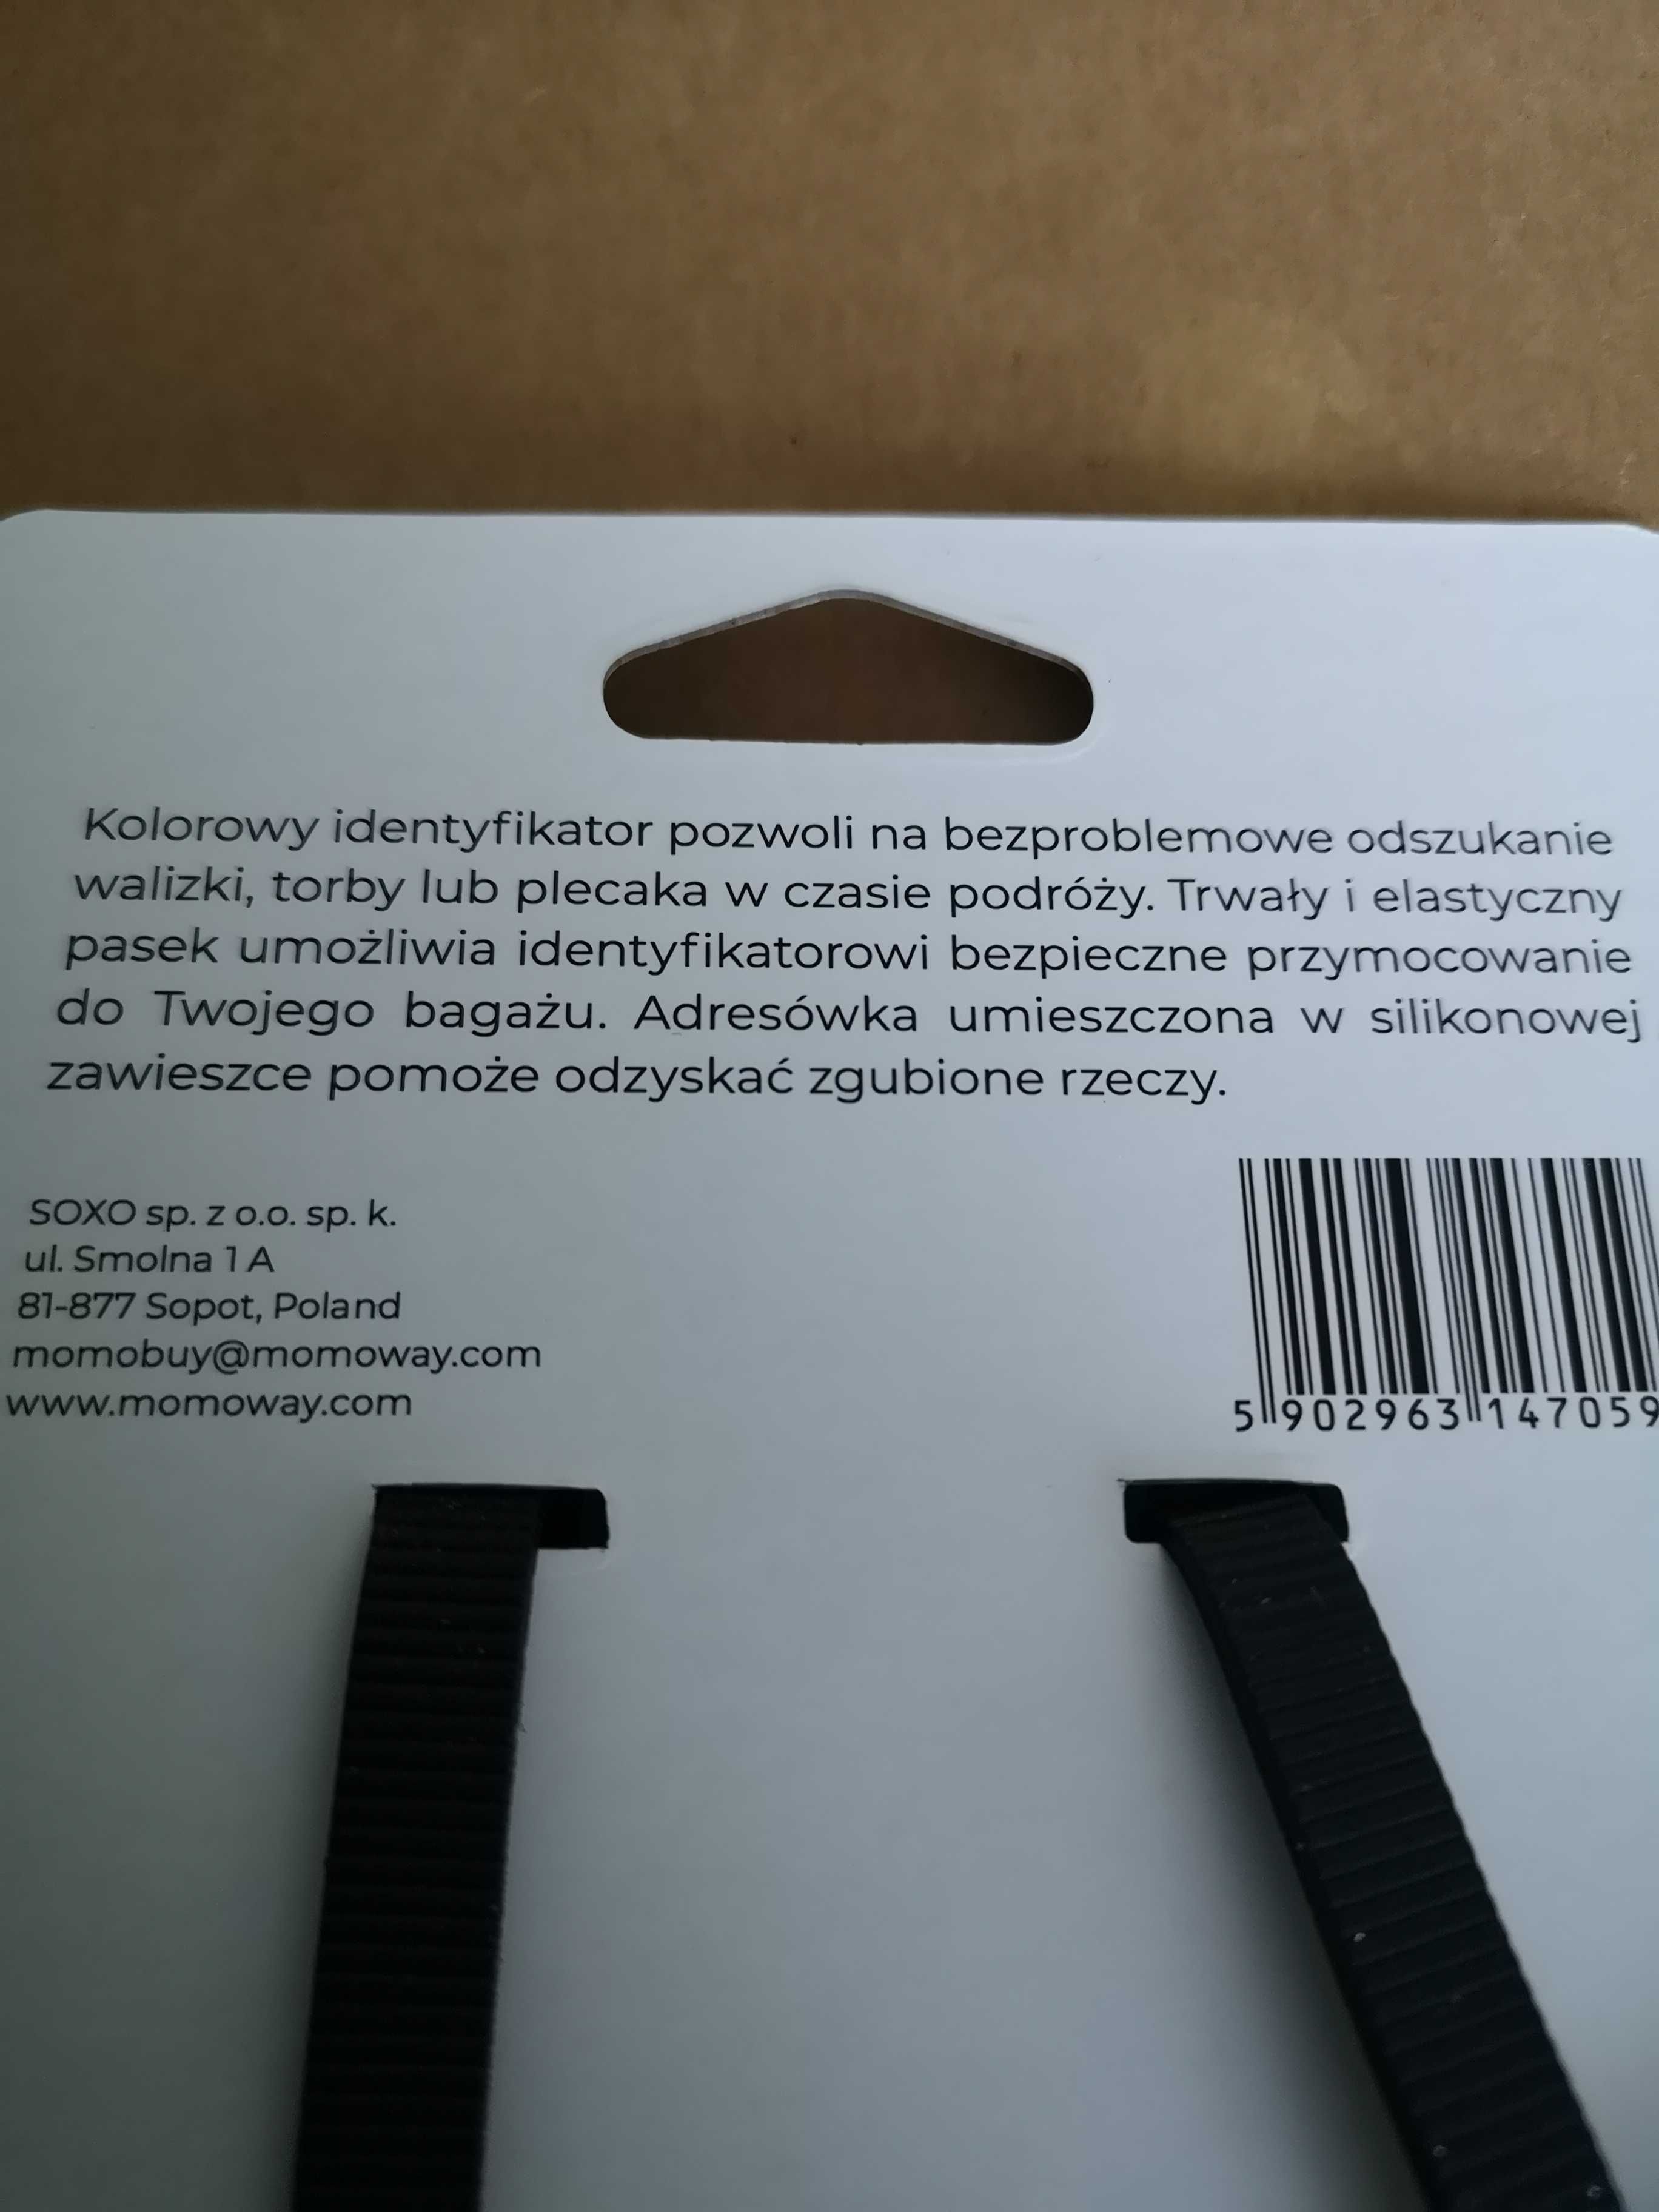 Kolorowy identyfikator pozwoli na bezproblemowe odszukanie
walizki, torby lub plecaka w czasie podróży. Trwały i elastyczny
pasek umożliwia identyfikatorowi bezpieczne przymocowanie
do Twojego bagażu. Adresówka umieszczona w silikonowej
zawieszce pomoże odzyskać zgubione rzeczy.
SOXO sp. z o.o. sp. k.
ul. Smolna 1 A
81-877 Sopot, Poland
momobuy@momoway.com
www.momoway.com
5 902963 147059